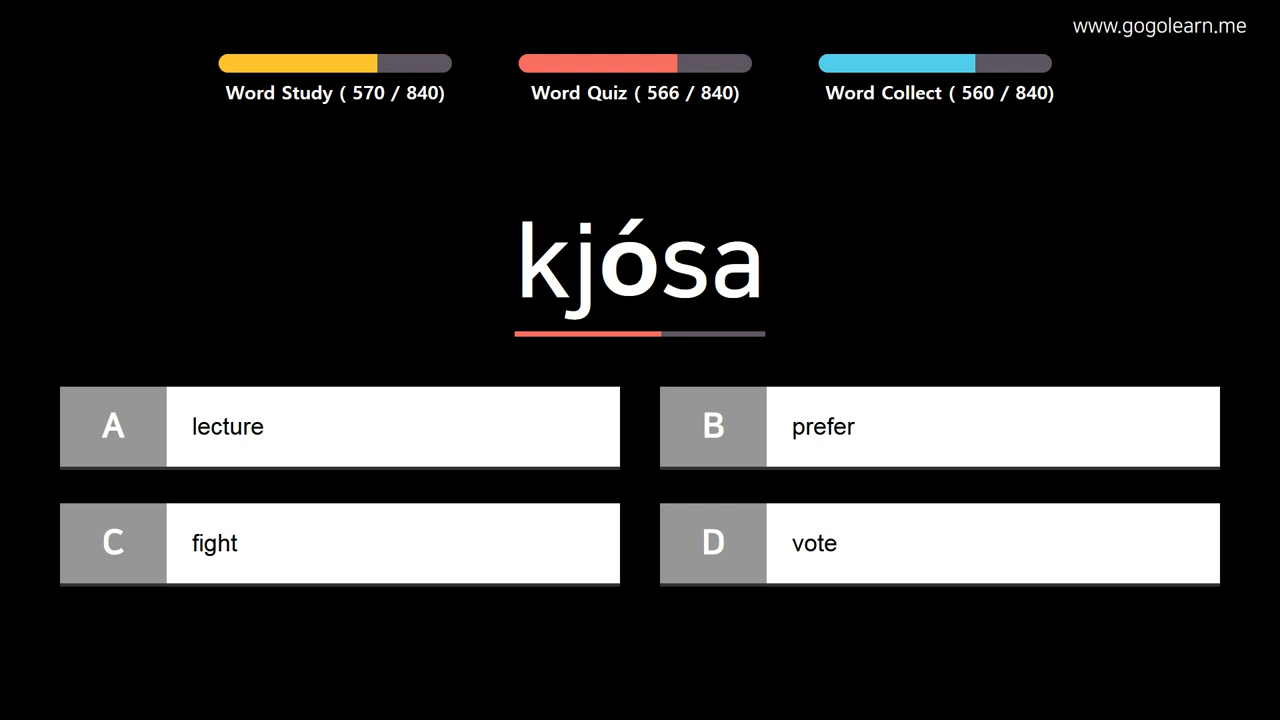 www.gogolearn.me
Word Study ( 570 / 840)
Word Quiz ( 566 / 840)
Word Collect ( 560 / 840)
kjósa
A lecture
B prefer
C fight
D vote